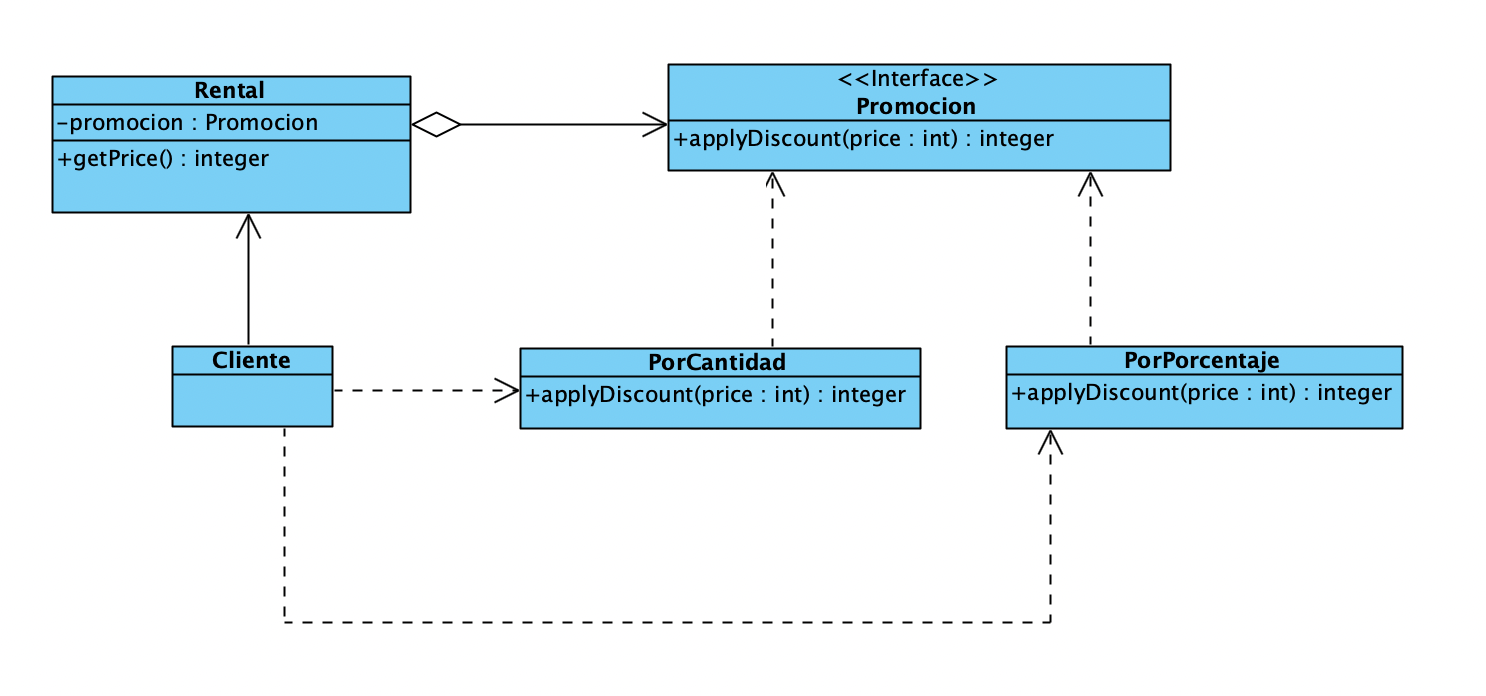 Rental
-promocion : Promocion
+getPrice() : integer
<<Interface>>
Promocion
+applyDiscount(price : int) : integer
Cliente
PorCantidad
+applyDiscount(price : int) : integer
PorPorcentaje
+applyDiscount(price : int) : integer